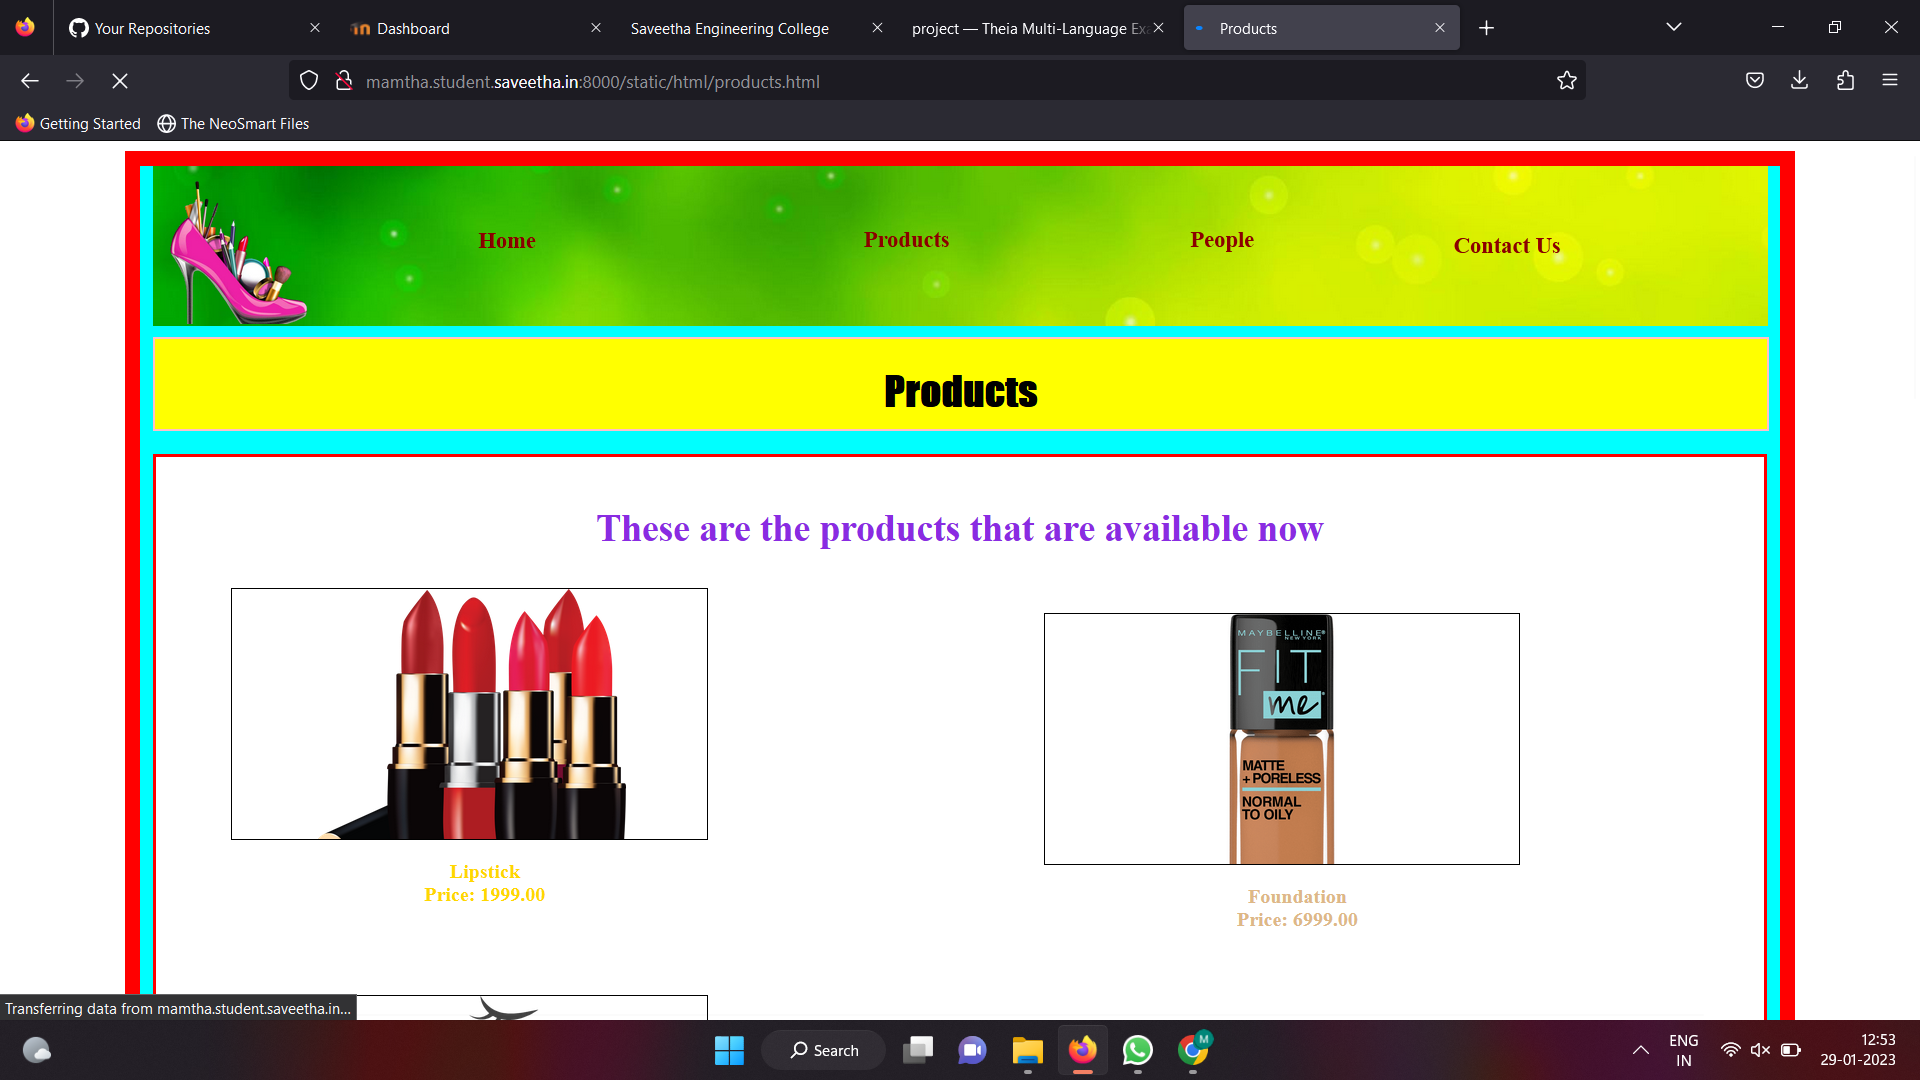 Your Repositories
Dashboard
Saveetha Engineering College
project — Theia Multi-Language Ex
Products
mamtha.student.saveetha.in:8000/static/html/products.html
Getting Started
The NeoSmart Files
Home
Products
People
Contact Us
Products
These are the products that are available now
MAYBELLINE®
NEW YORK
FIT
me
MATTE
+ PORELESS
NORMAL
TO OILY
Lipstick
Price: 1999.00
Foundation
Price: 6999.00
Transferring data from mamtha.student.saveetha.in...
Search
M
ENG
IN
12:53
29-01-2023